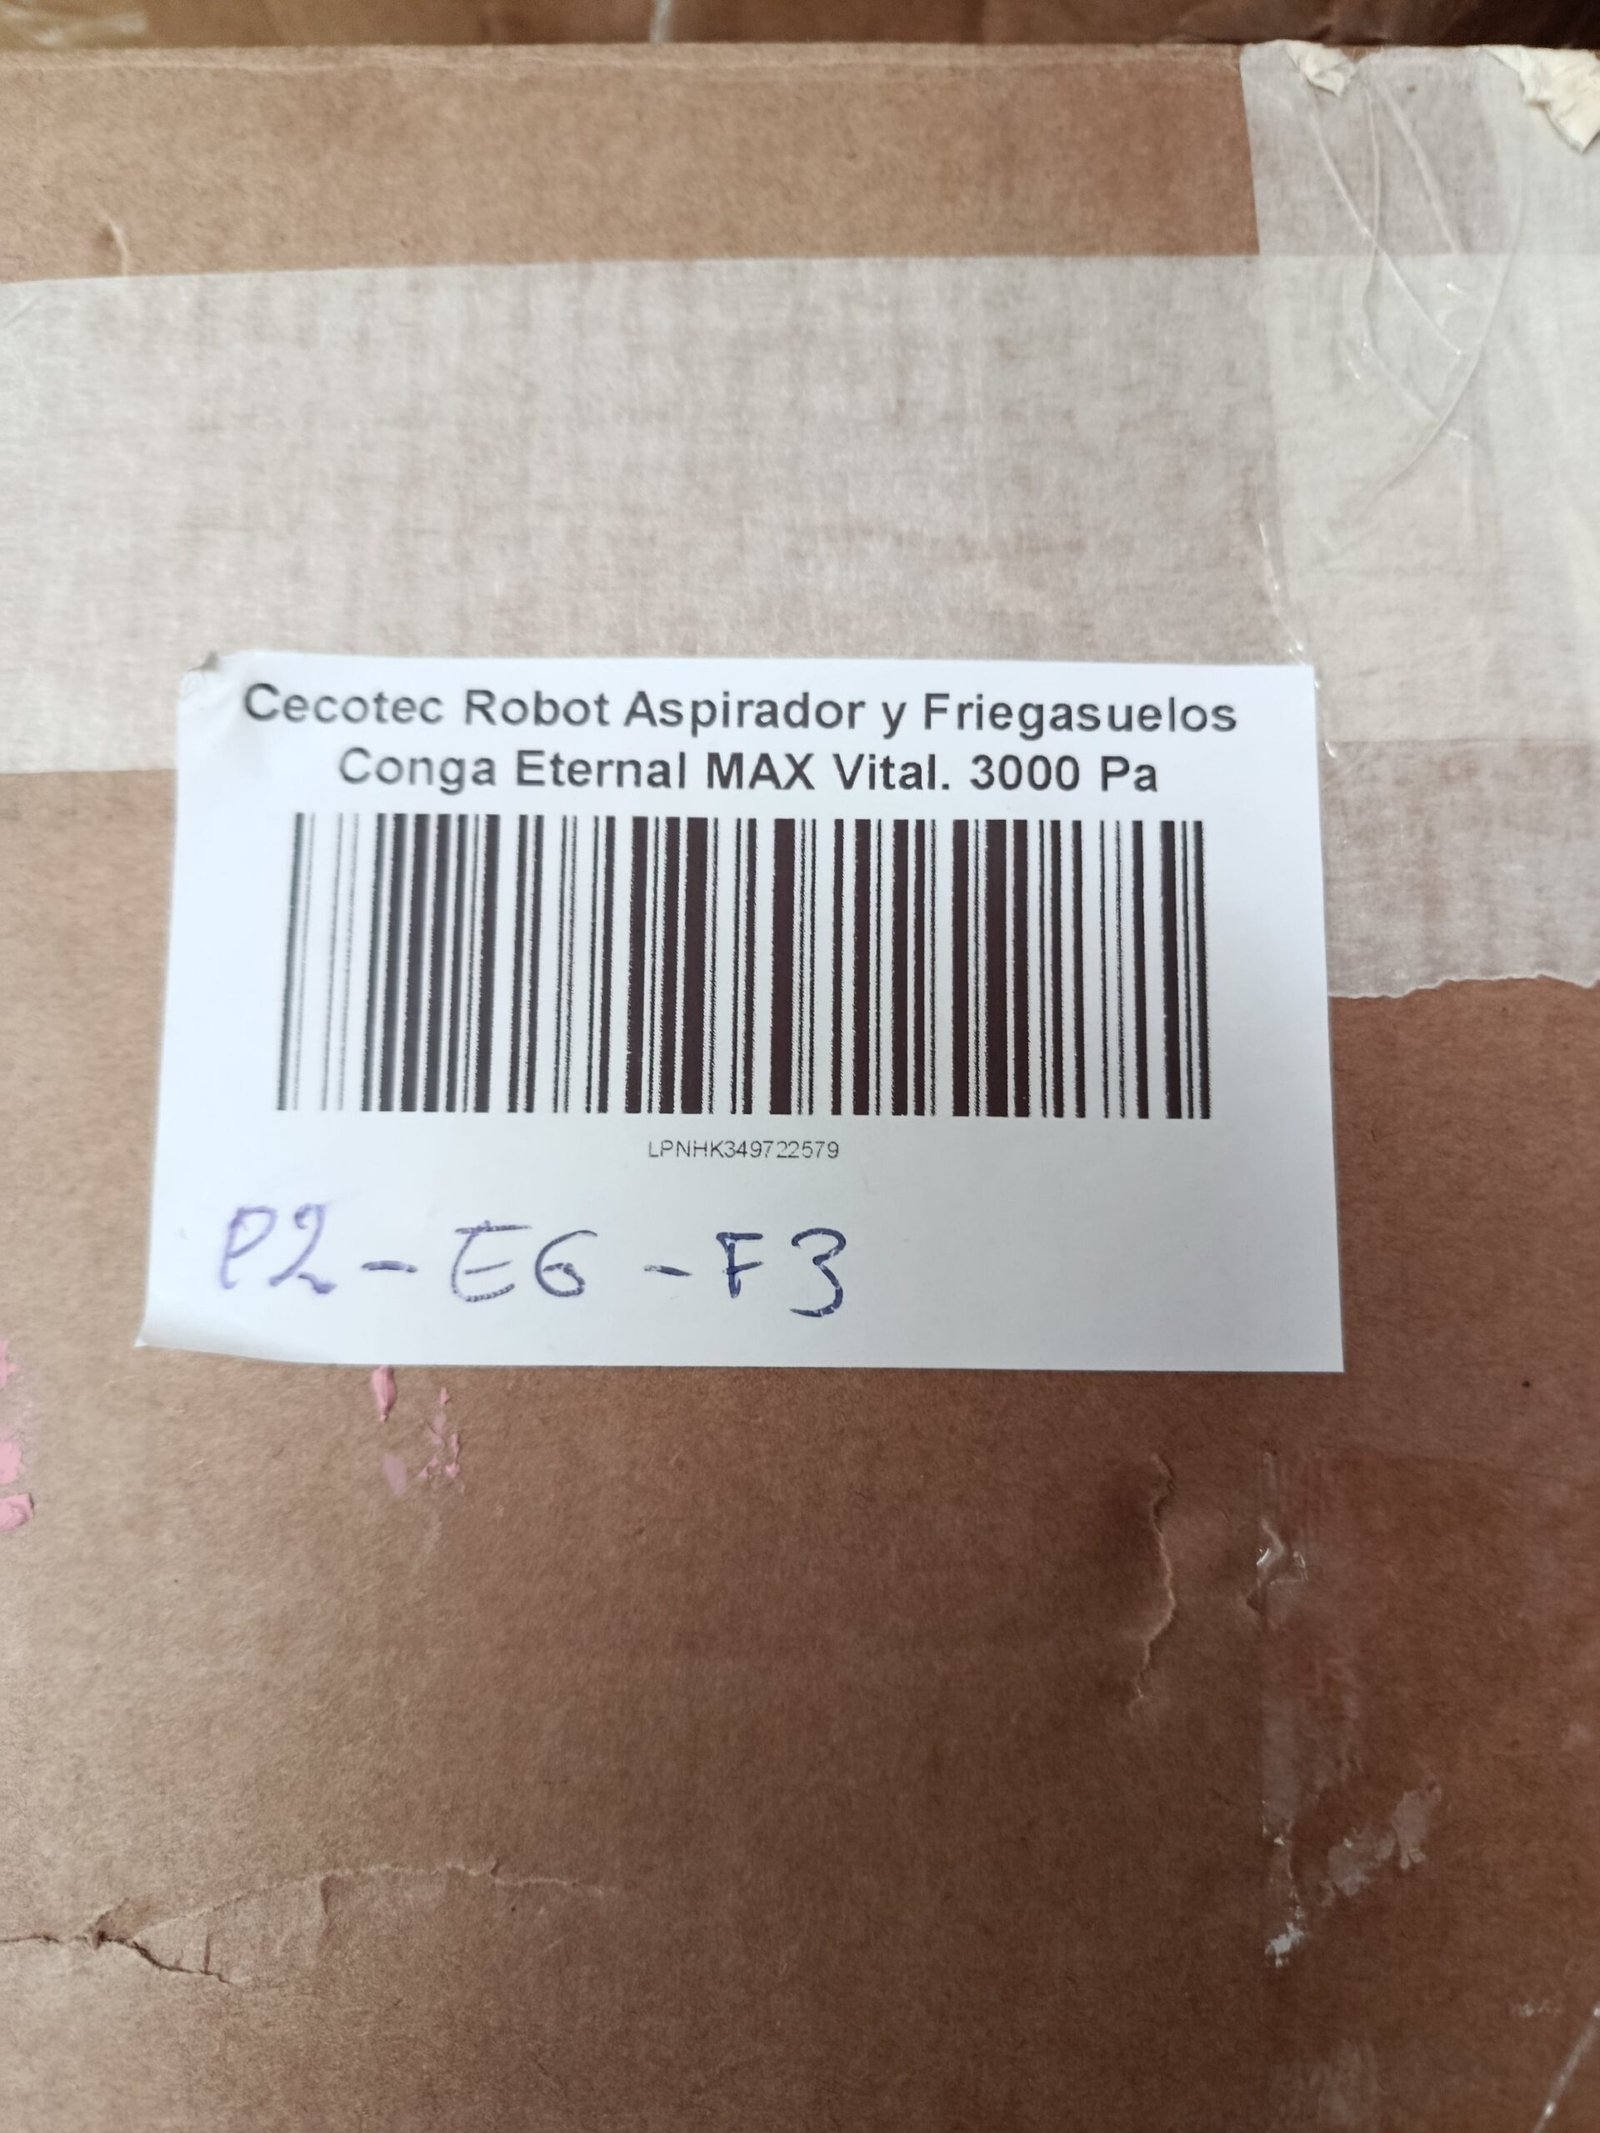 Cecotec Robot Aspirador y Friegasuelos
Conga Eternal MAX Vital. 3000 Pa
LPNHK349722579
P2-E6-F3